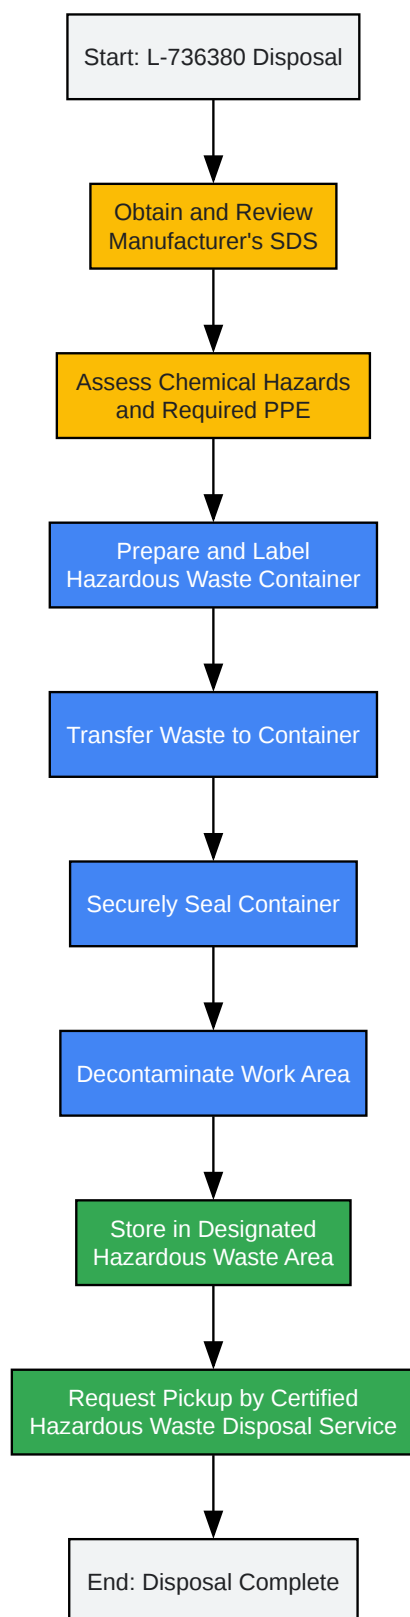 Start: L-736380 Disposal
Obtain and Review
Manufacturer's SDS
Assess Chemical Hazards
and Required PPE
Prepare and Label
Hazardous Waste Container
Transfer Waste to Container
Securely Seal Container
Decontaminate Work Area
Store in Designated
Hazardous Waste Area
Request Pickup by Certified
Hazardous Waste Disposal Service
End: Disposal Complete